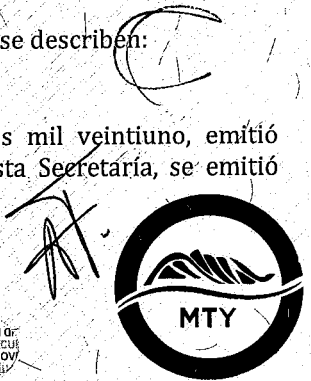 se describen:
s mil veintiuno, emitió
sta Secretaría, se emitió
MTY